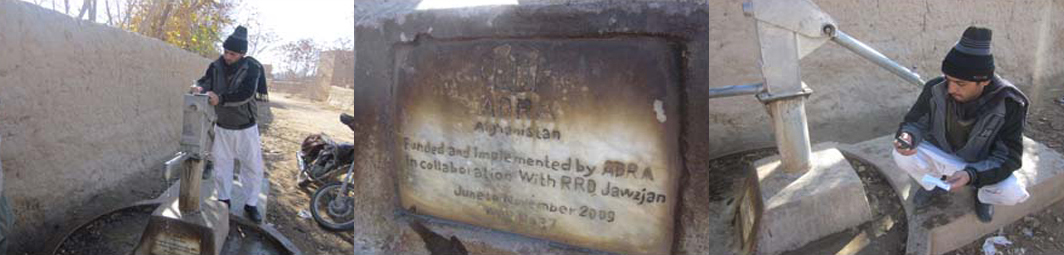 ADRA
Afghanistan
Funded and Implemented by ADRA
In collaboration With RRD Jawzjan
June to November 2009